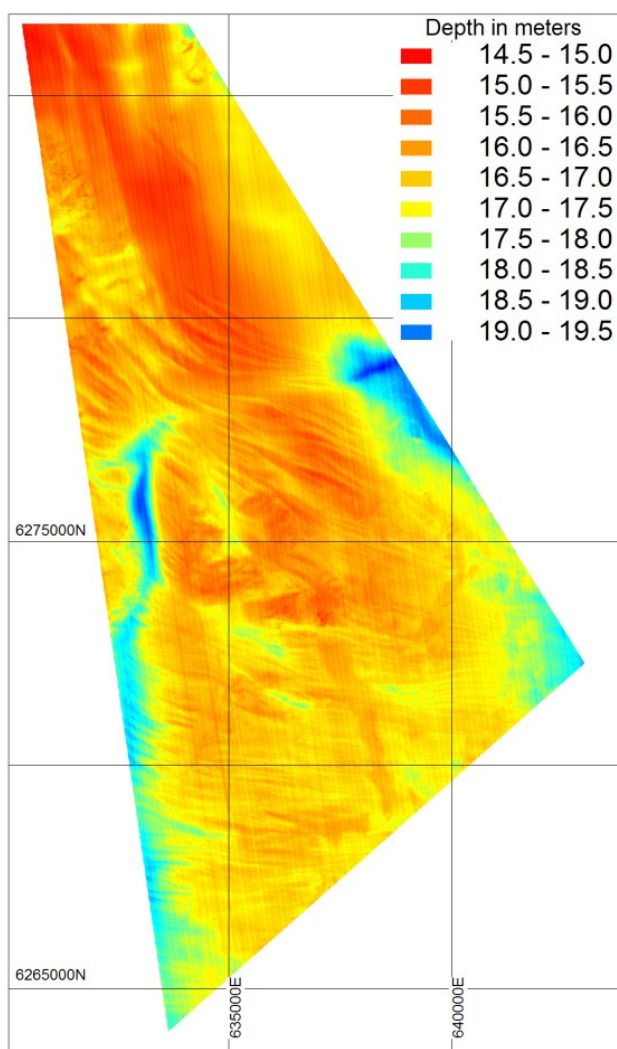 Depth in meters
14.5 - 15.0
15.0 - 15.5
15.5 - 16.0
16.0 - 16.5
16.5 - 17.0
17.0 - 17.5
17.5 - 18.0
18.0 - 18.5
18.5 - 19.0
19.0 - 19.5
6275000N
6265000N
635000E
640000E